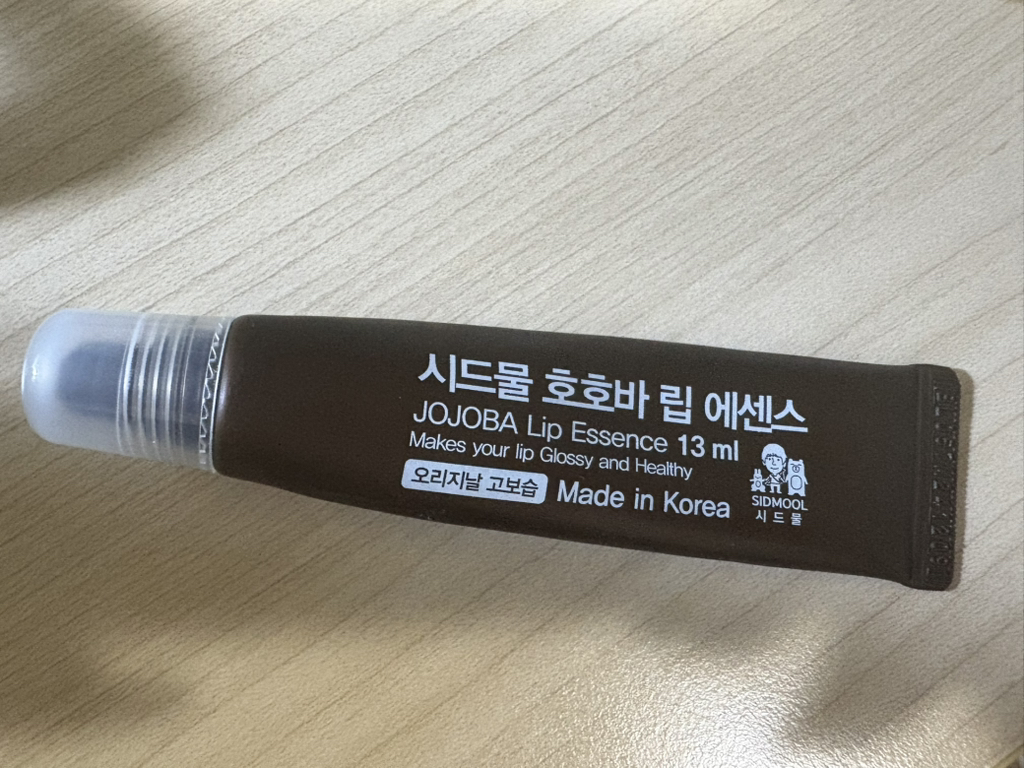 시드물 호호바 립 에센스
JOJOBA Lip Essence 13 ml
Makes your lip Glossy and Healthy
오리지날 고보습 Made in Korea
SIDMOOL
시드물